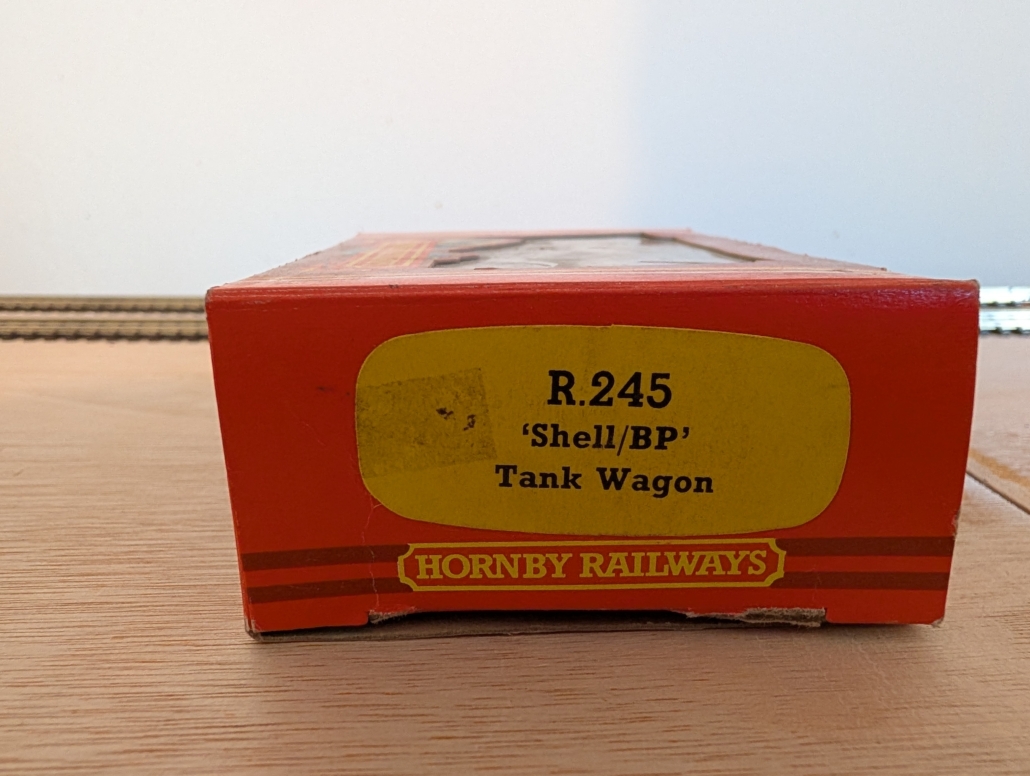 R.245
‘Shell/BP’
Tank Wagon
HORNBY RAILWAYS